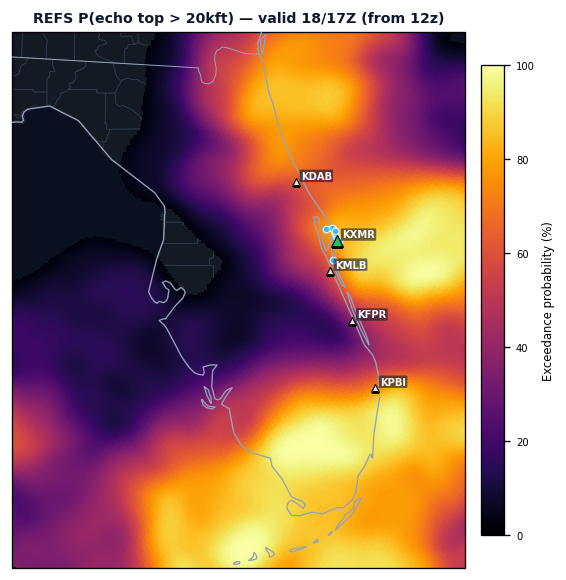 REFS P(echo top > 20kft) — valid 18/17Z (from 12z)
KDAB
KXMR
KMLB
KFPR
KPBI
100
80
60
40
20
0
Exceedance probability (%)